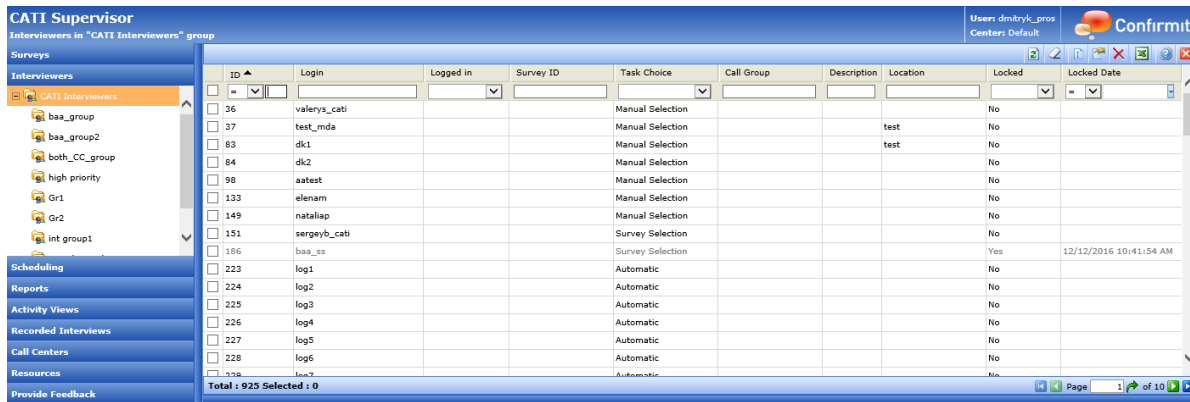 CATI Supervisor
Interviewers in "CATI Interviewers" group
User: dmitryk_pros
Center: Default
Confirmit
Surveys
Interviewers
CATI Interviewers
baa_group
baa_group2
both_CC_group
high priority
Gr1
Gr2
int group1
Scheduling
Reports
Activity Views
Recorded Interviews
Call Centers
Resources
Provide Feedback
ID Login Logged in Survey ID Task Choice Call Group Description Location Locked Locked Date
= =
36 valerys_cati Manual Selection No
37 test_mda Manual Selection test No
83 dk1 Manual Selection test No
84 dk2 Manual Selection No
98 aatest Manual Selection No
133 elenam Manual Selection No
149 nataliap Manual Selection No
151 sergeyb_cati Survey Selection No
186 baa_ss Survey Selection Yes 12/12/2016 10:41:54 AM
223 log1 Automatic No
224 log2 Automatic No
225 log3 Automatic No
226 log4 Automatic No
227 log5 Automatic No
228 log6 Automatic No
229 log7 Automatic No
Total : 925 Selected : 0
Page 1 of 10